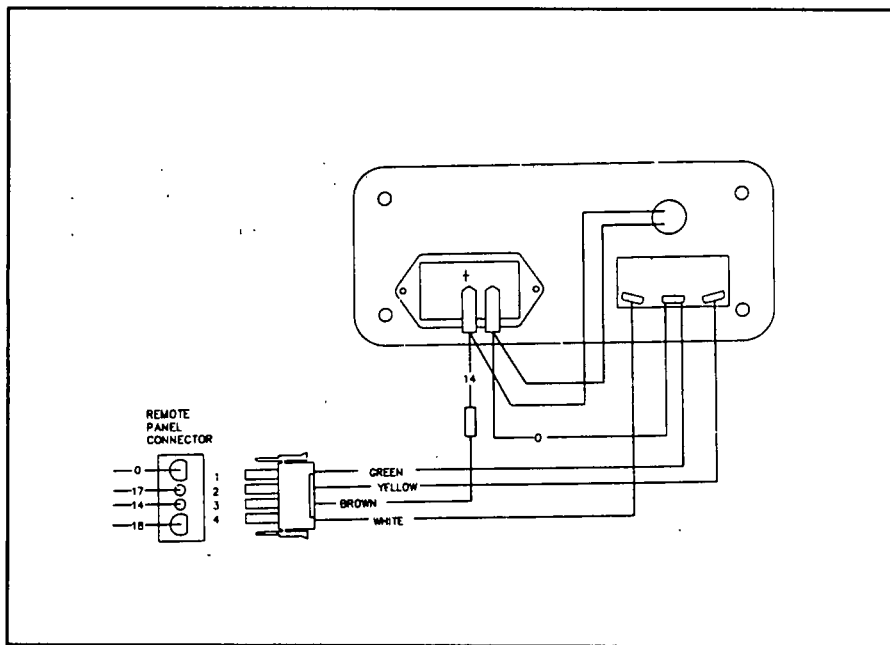 +
14
0
REMOTE
PANEL
CONNECTOR
0 1
17 2
14 3
18 4
GREEN
YELLOW
BROWN
WHITE